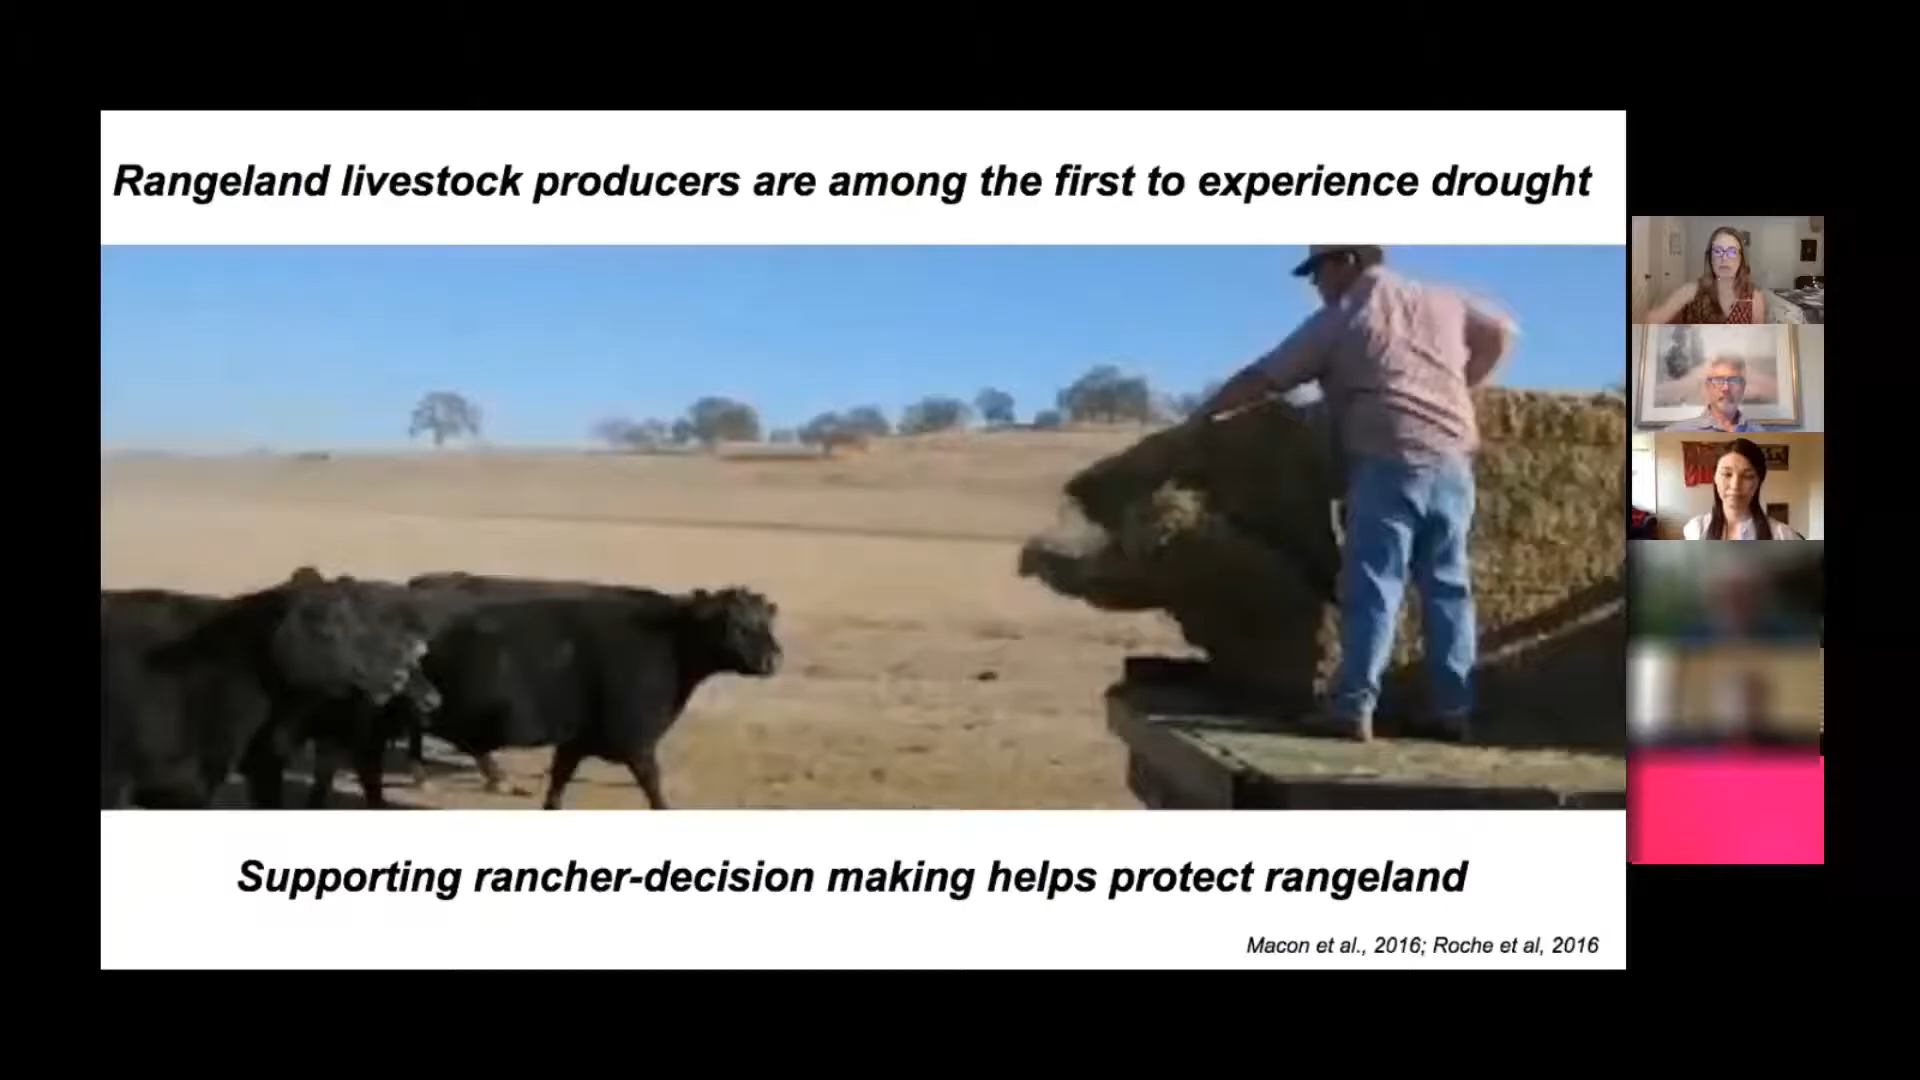 Rangeland livestock producers are among the first to experience drought
Supporting rancher-decision making helps protect rangeland
Macon et al., 2016; Roche et al, 2016